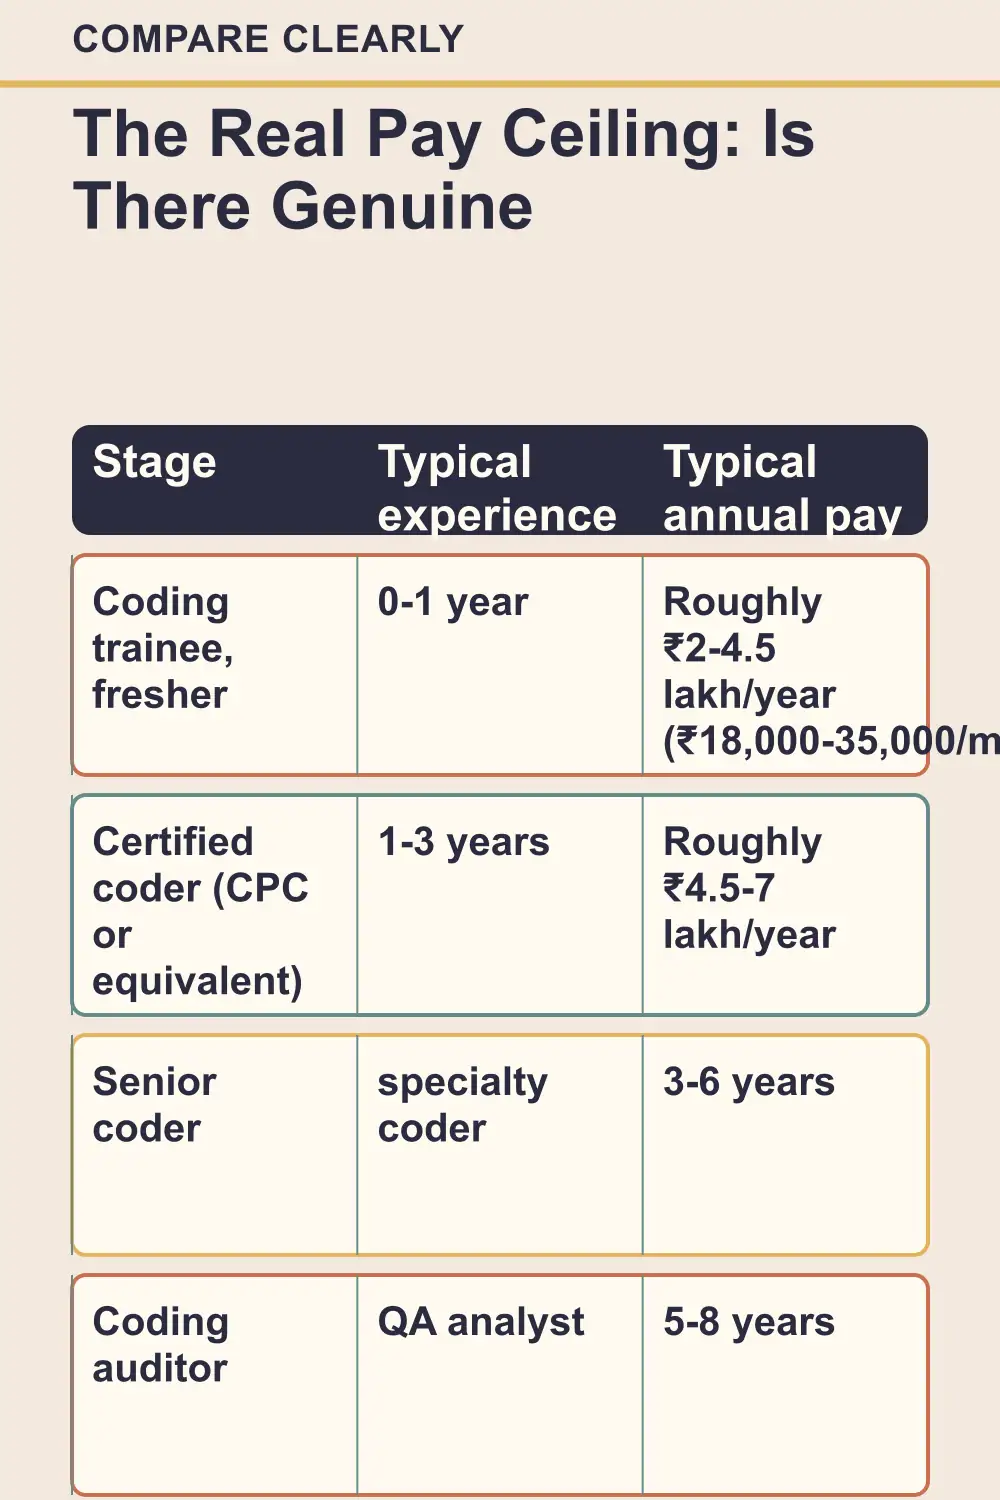 COMPARE CLEARLY
The Real Pay Ceiling: Is
There Genuine
Stage
Typical
experience
Typical
annual pay
Coding
trainee,
fresher
0-1 year
Roughly
₹2-4.5
lakh/year
(₹18,000-35,000/m
Certified
coder (CPC
or
equivalent)
1-3 years
Roughly
₹4.5-7
lakh/year
Senior
coder
specialty
coder
3-6 years
Coding
auditor
QA analyst
5-8 years